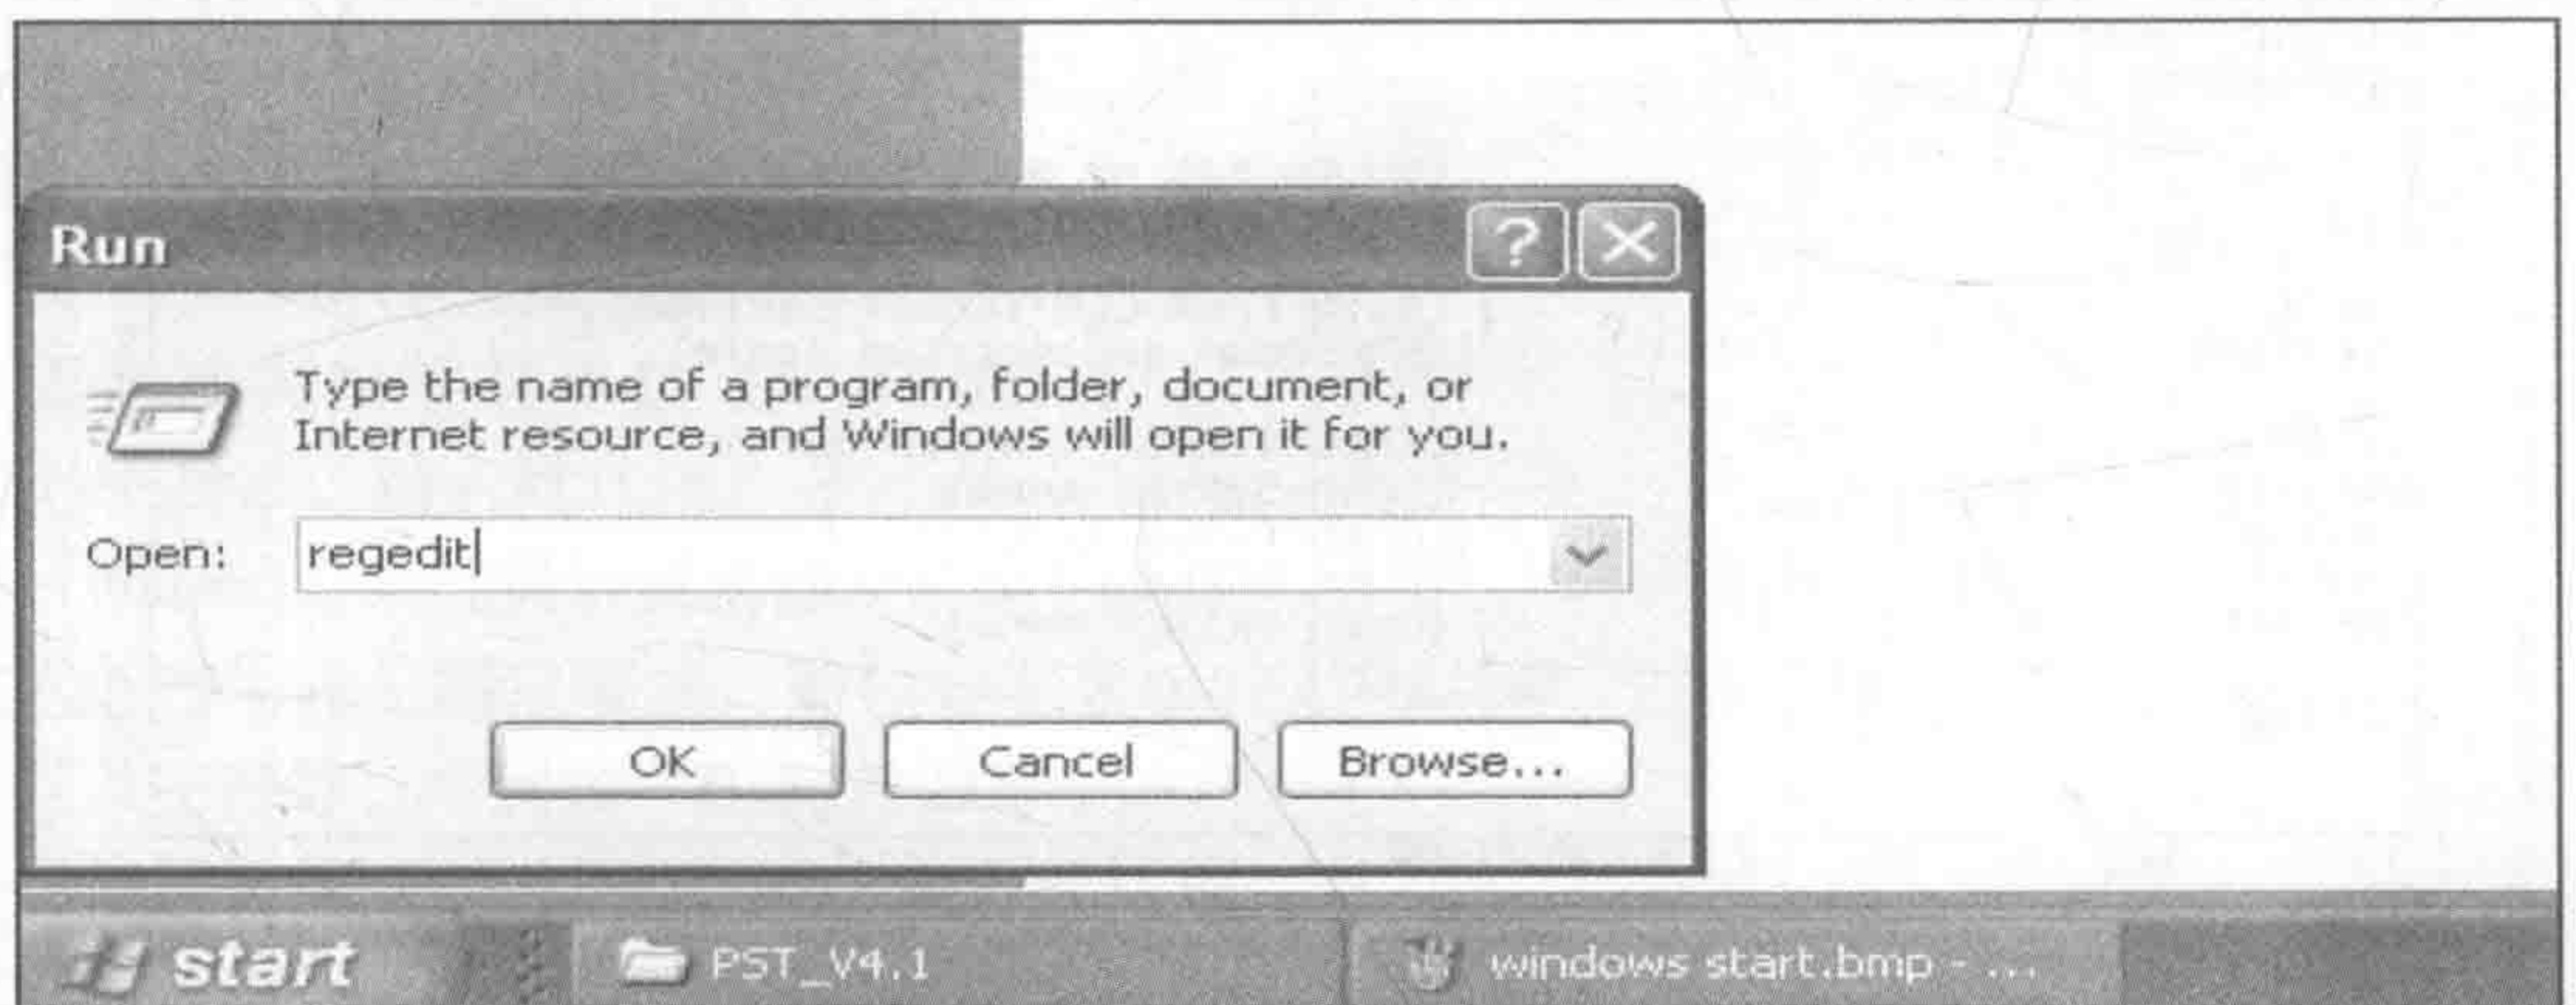 Run
Type the name of a program, folder, document, or
Internet resource, and Windows will open it for you.
Open: regedit
OK Cancel Browse...
start PST_V4.1 windows start.bmp - ...